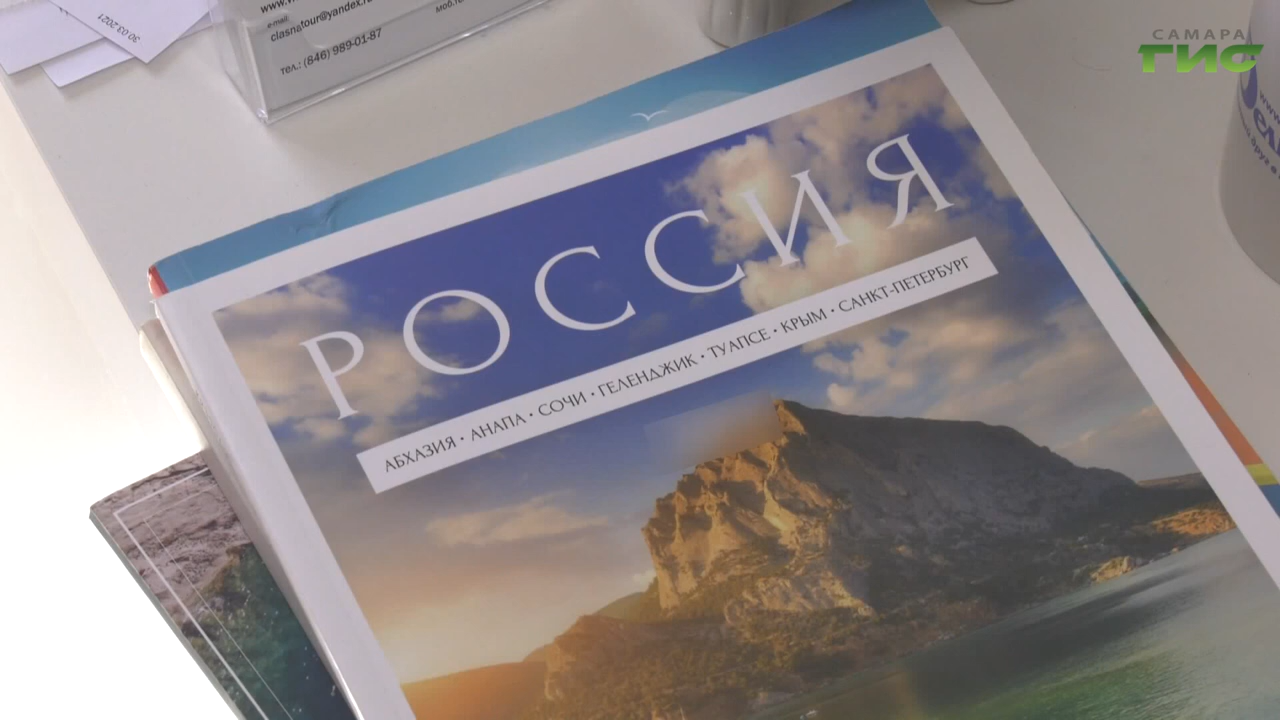 30.03.2021
e-mail:
clasnatour@yandex.ru
тел.: (846) 989-01-87
САМАРА
ГИС
РОССИЯ
АБХАЗИЯ • АНАПА • СОЧИ • ГЕЛЕНДЖИК • ТУАПСЕ • КРЫМ • САНКТ-ПЕТЕРБУРГ